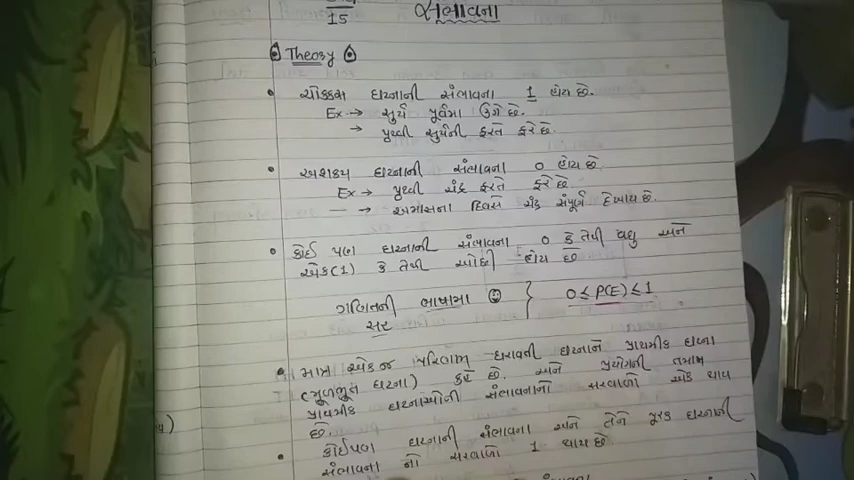 15
સંભાવના
Theory
ચોક્કસ ઘટનાની સંભાવના 1 હોય છે.
Ex → સુર્ય પૂર્વમા ઉગે છે.
→ પૃથ્વી સુર્યની ફરતે ફરે છે.
અશક્ય ઘટનાની સંભાવના 0 હોય છે
Ex → પૃથ્વી ચંદ્ર ફરતે ફરે છે.
→ અમાસના દિવસે ચંદ્ર સંપૂર્ણ દેખાય છે.
કોઈ પણ ઘટનાની સંભાવના 0 કે તેથી વધુ અને
એક(1) કે તેથી ઓછી હોય છે
ગણિતની ભાષામા } 0 ≤ P(E) ≤ 1
સર
માત્ર એક જ પરિણામ ધરાવતી ઘટનાને પ્રાથમીક ઘટના
(મુળભુત ઘટના) કહે છે. અને પ્રયોગની તમામ
પ્રાથમીક ઘટનાઓની સંભાવનાનો સરવાળો એક થાય
છે.
કોઈપણ ઘટનાની સંભાવના અને તેને પૂરક ઘટનાની
સંભાવના નો સરવાળો 1 થાય છે